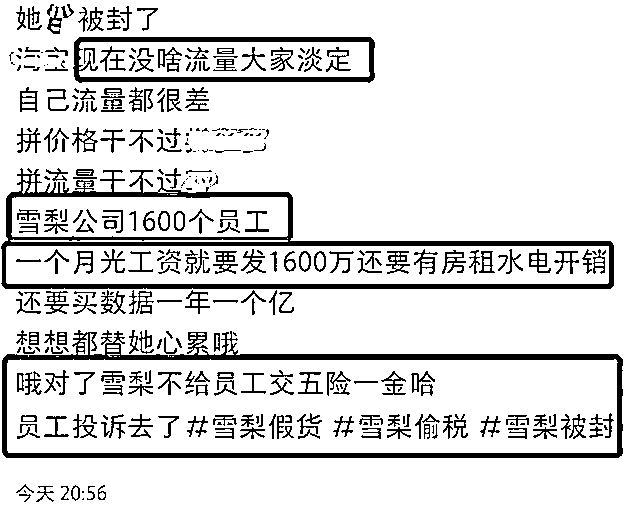 她 被封了
现在没啥流量大家淡定
自己流量都很差
拼价格干不过
拼流量干不过
雪梨公司1600个员工
一个月光工资就要发1600万还要有房租水电开销
还要买数据一年一个亿
想想都替她心累哦
哦对了雪梨不给员工交五险一金哈
员工投诉去了 #雪梨假货 #雪梨偷税 #雪梨被封
今天 20:56